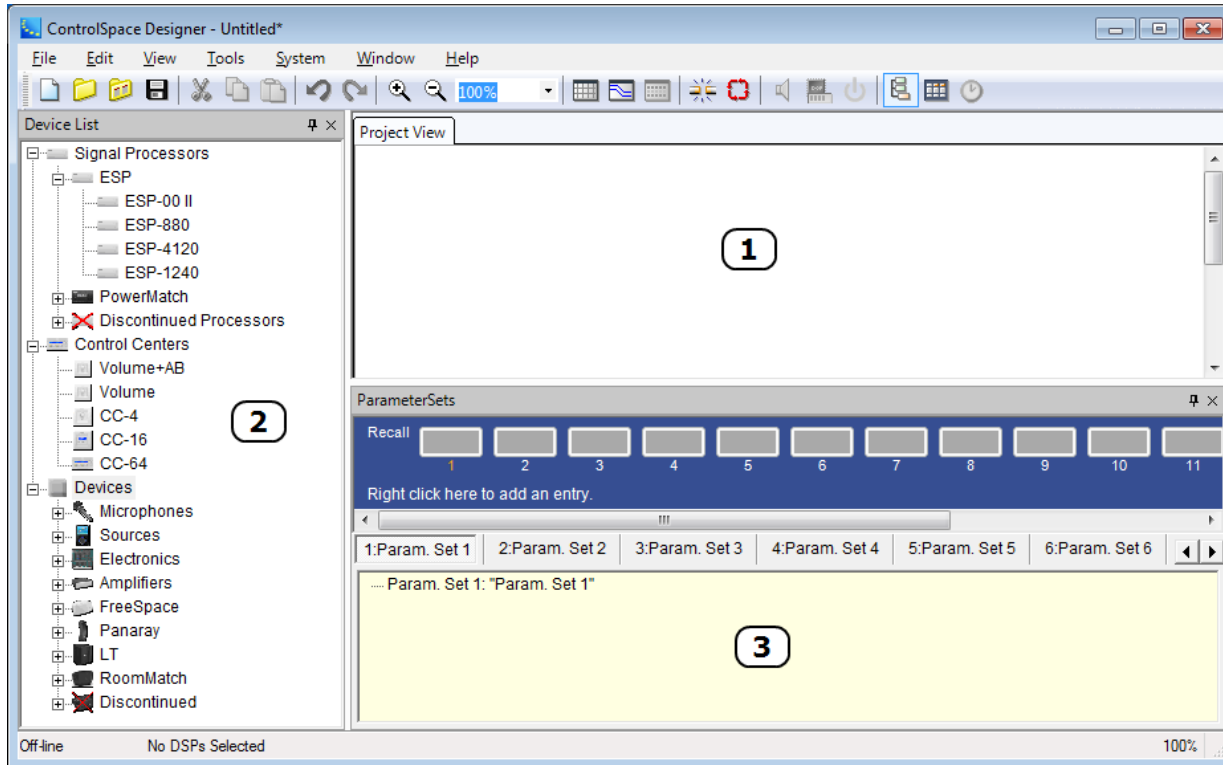 ControlSpace Designer - Untitled*
File Edit View Tools System Window Help
100%
Device List
Signal Processors
ESP
ESP-00 II
ESP-880
ESP-4120
ESP-1240
PowerMatch
Discontinued Processors
Control Centers
Volume+AB
Volume
CC-4
CC-16
CC-64
Devices
Microphones
Sources
Electronics
Amplifiers
FreeSpace
Panaray
LT
RoomMatch
Discontinued
2
Project View
1
ParameterSets
Recall
1 2 3 4 5 6 7 8 9 10 11
Right click here to add an entry.
1:Param. Set 1 2:Param. Set 2 3:Param. Set 3 4:Param. Set 4 5:Param. Set 5 6:Param. Set 6
Param. Set 1: "Param. Set 1"
3
Off-line No DSPs Selected 100%